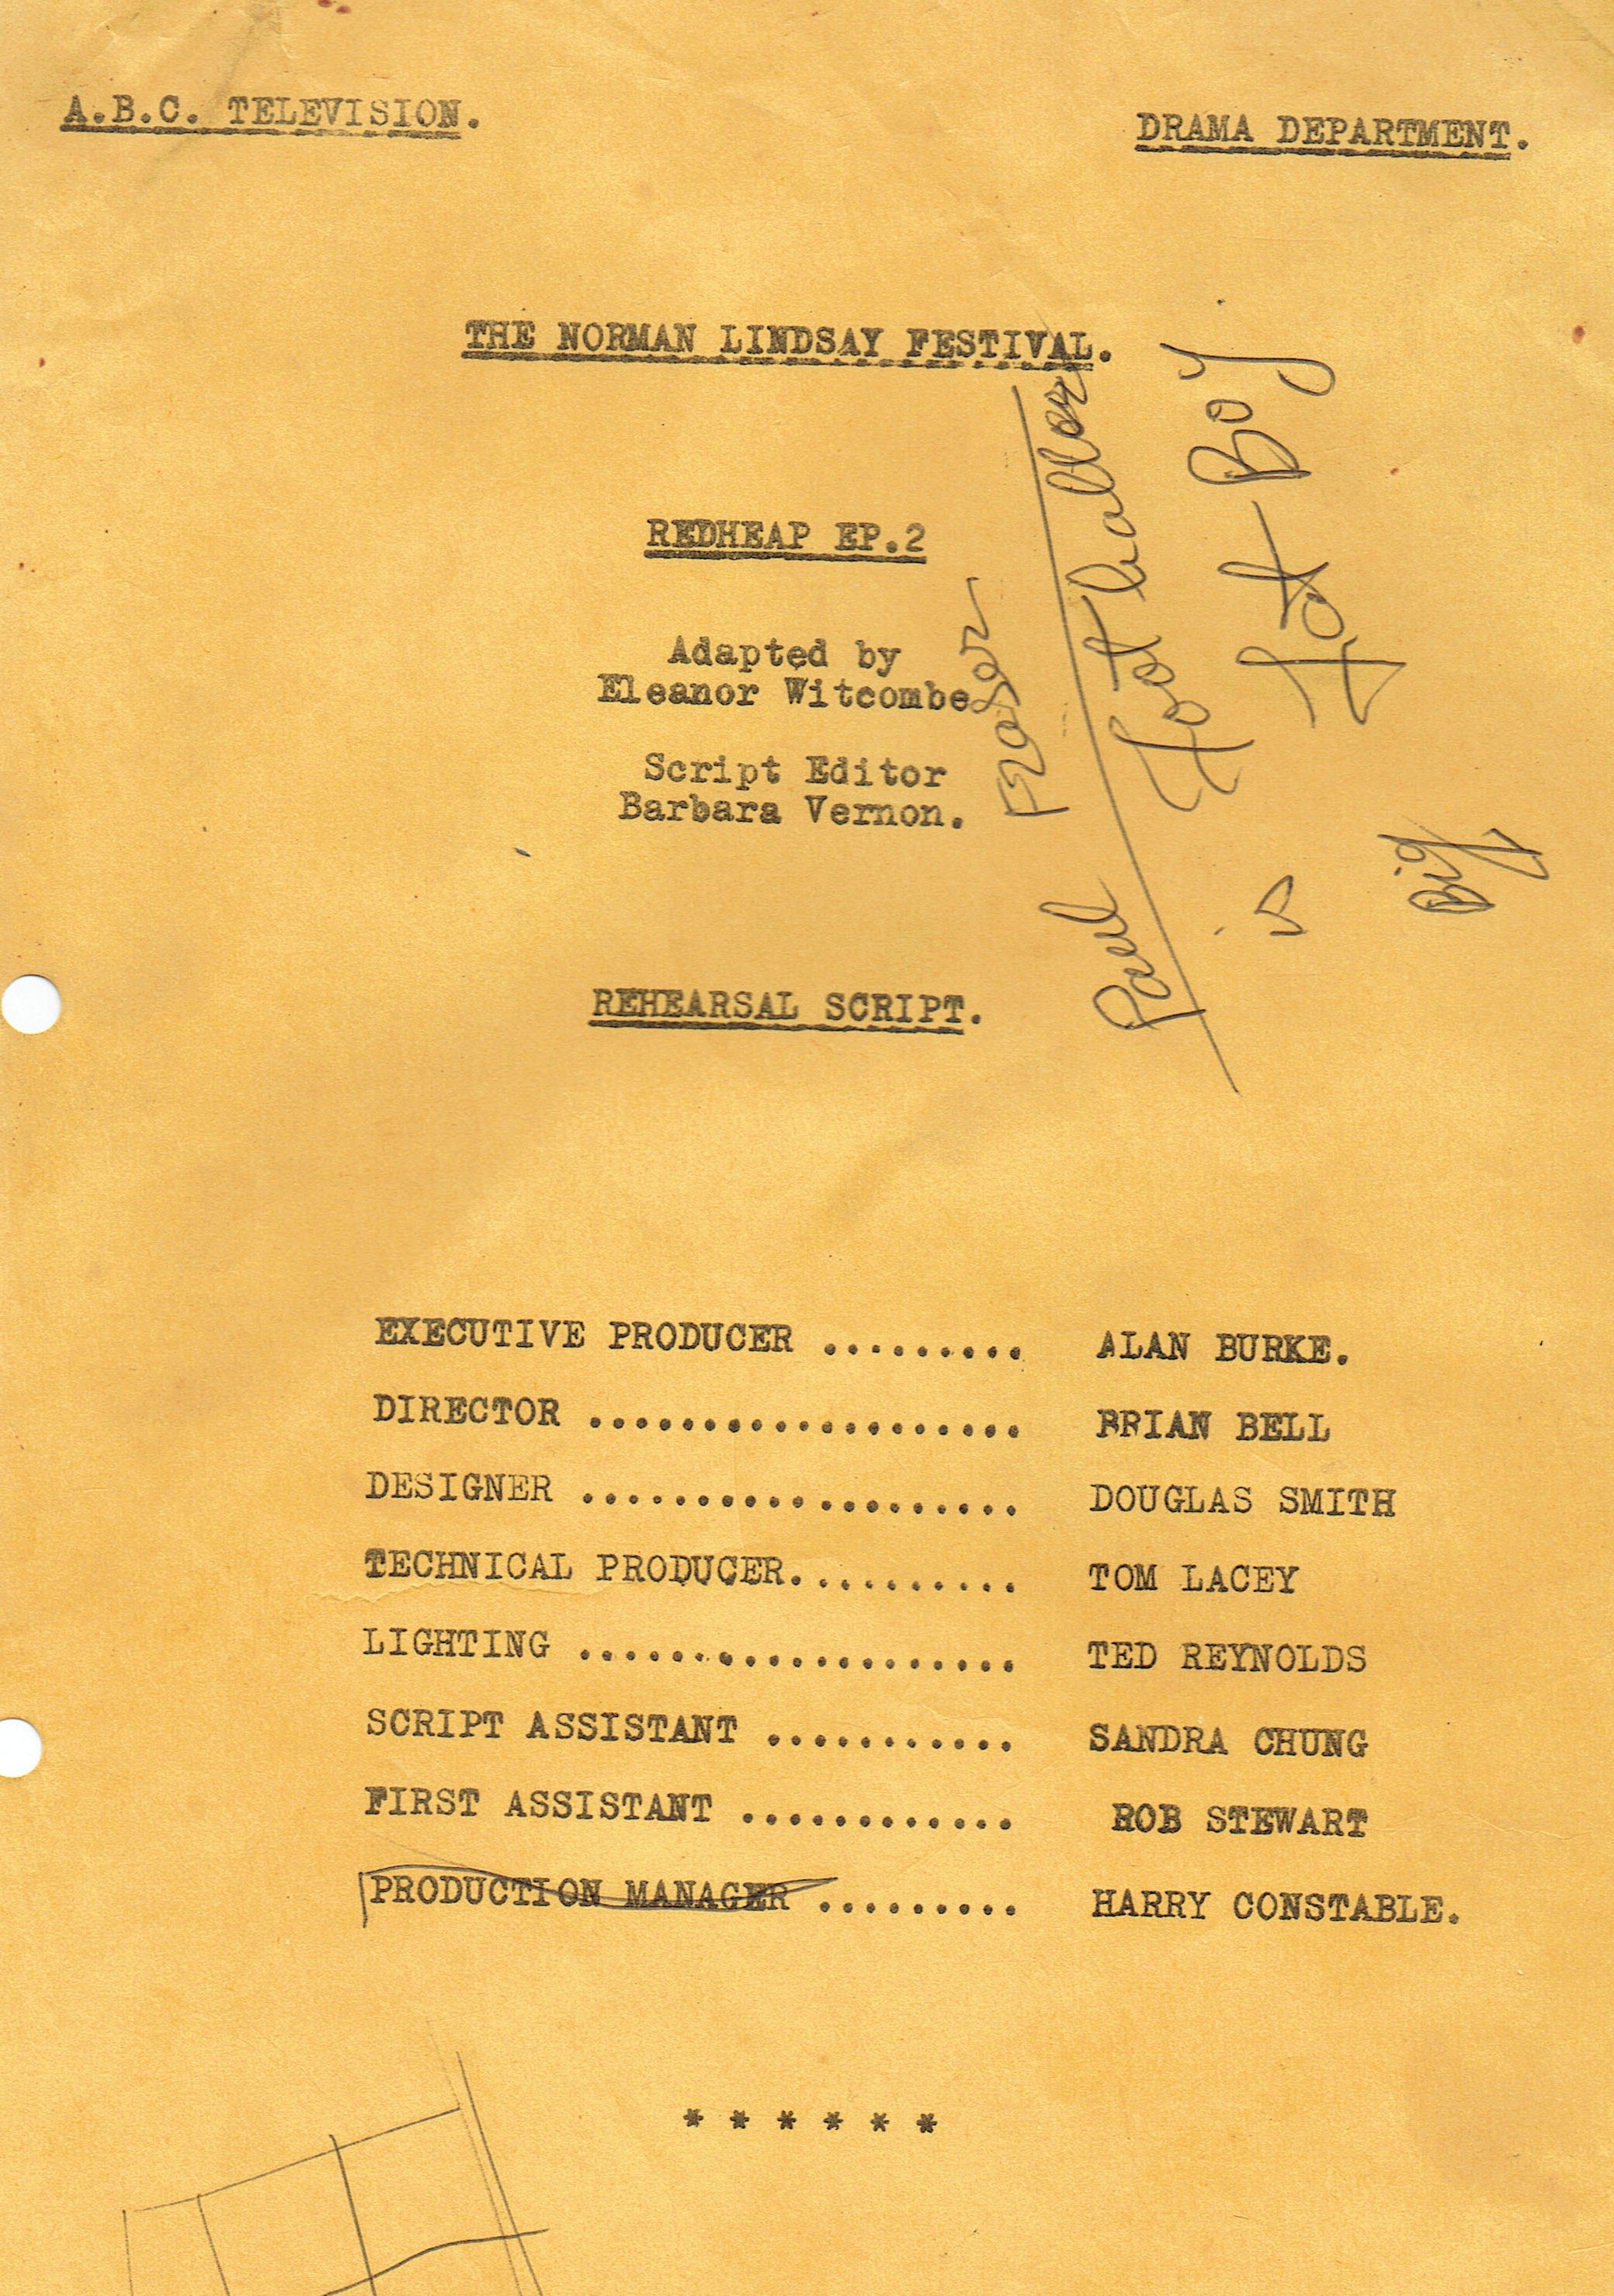 A.B.C. TELEVISION.
DRAMA DEPARTMENT.
THE NORMAN LINDSAY FESTIVAL.
REDHEAP EP.2
Adapted by
Eleanor Witcombe
Script Editor
Barbara Vernon.
Paul Fraser
Footballer
is
Fat Boy
Big
REHEARSAL SCRIPT.
EXECUTIVE PRODUCER ......... ALAN BURKE.
DIRECTOR ................... BRIAN BELL
DESIGNER ................... DOUGLAS SMITH
TECHNICAL PRODUCER.......... TOM LACEY
LIGHTING ................... TED REYNOLDS
SCRIPT ASSISTANT ........... SANDRA CHUNG
FIRST ASSISTANT ............ ROB STEWART
PRODUCTION MANAGER ......... HARRY CONSTABLE.
* * * * * *